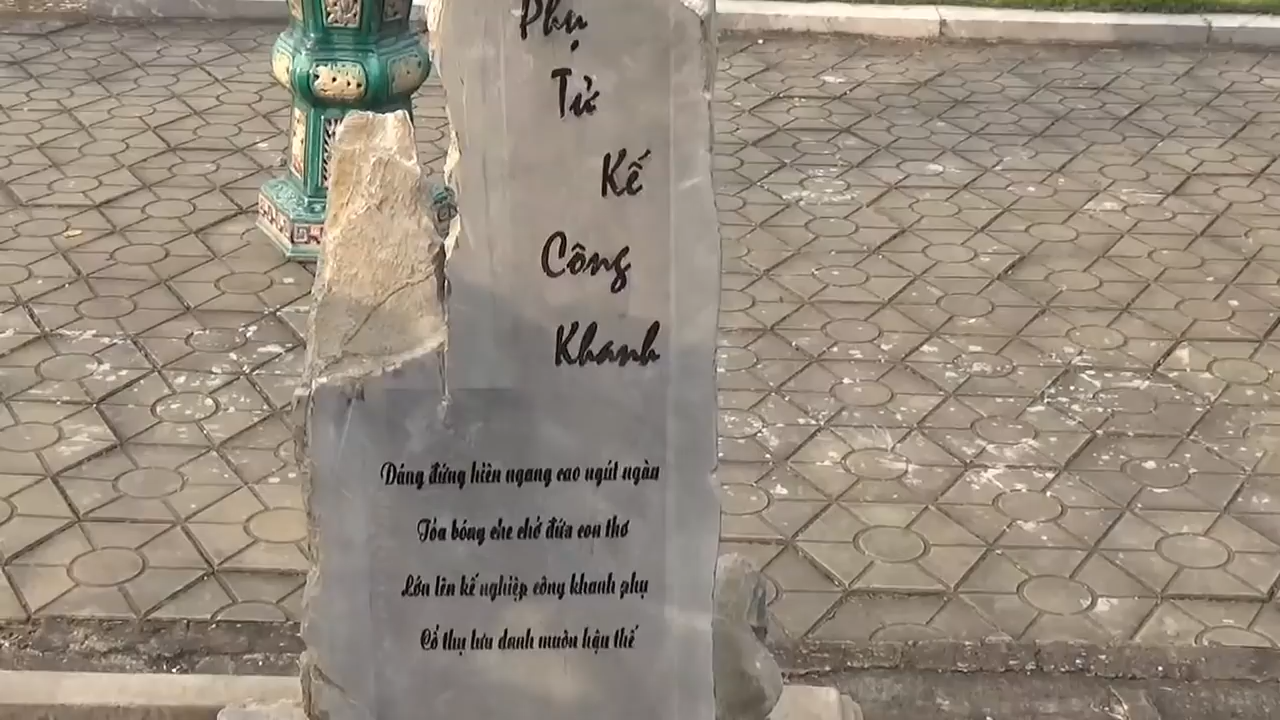 Phụ
Tử
Kế
Công
Khanh
Dáng đứng hiên ngang cao ngút ngàn
Tỏa bóng che chở đứa con thơ
Lớn lên kế nghiệp công khanh phụ
Cổ thụ lưu danh muôn hậu thế